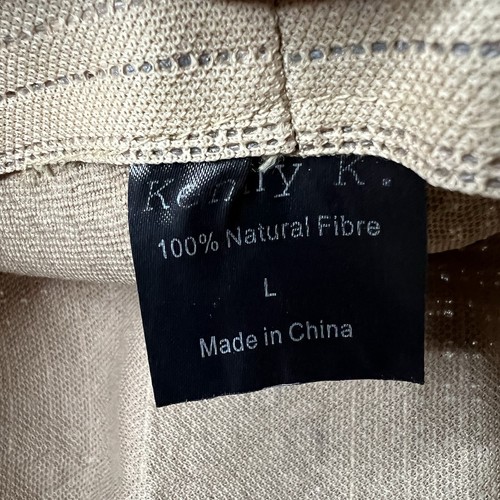 Kenny K.
100% Natural Fibre
L
Made in China